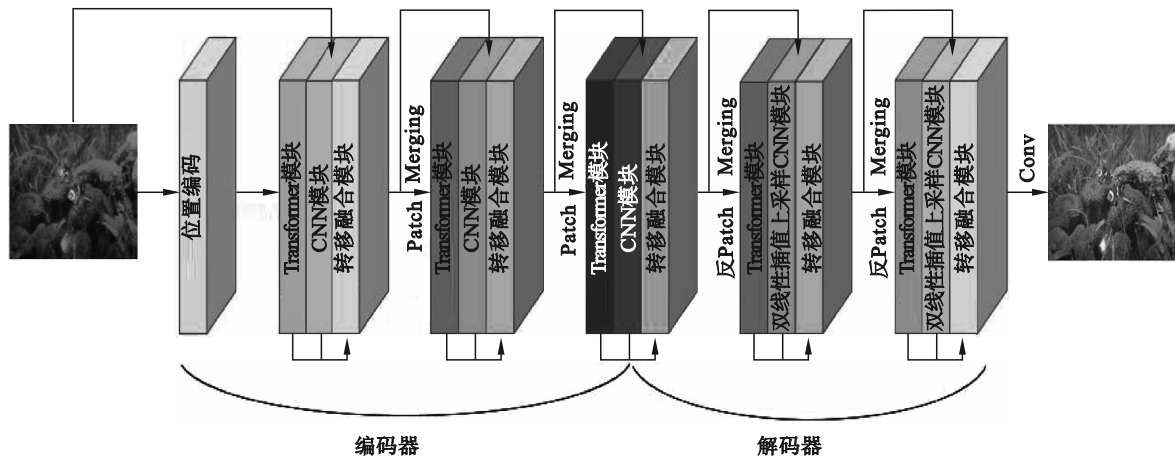 位置编码
Transformer模块
CNN模块
转移融合模块
Patch Merging
Transformer模块
CNN模块
转移融合模块
Patch Merging
Transformer模块
CNN模块
转移融合模块
反Patch Merging
Transformer模块
双线性插值上采样CNN模块
转移融合模块
反Patch Merging
Transformer模块
双线性插值上采样CNN模块
转移融合模块
Conv
编码器
解码器